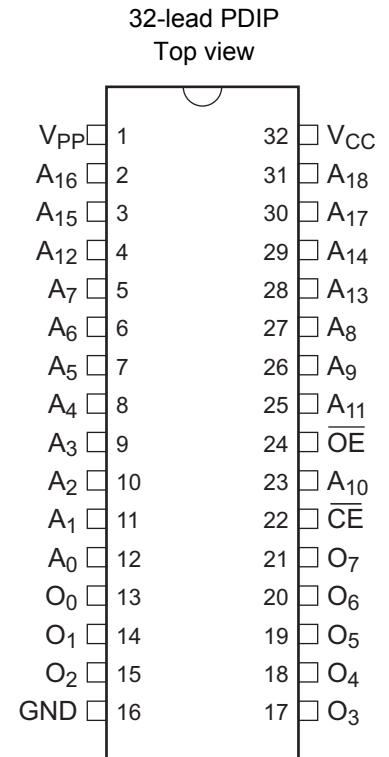 32-lead PDIP
Top view
VPP 1 32 VCC
A16 2 31 A18
A15 3 30 A17
A12 4 29 A14
A7 5 28 A13
A6 6 27 A8
A5 7 26 A9
A4 8 25 A11
A3 9 24 O̅E̅
A2 10 23 A10
A1 11 22 C̅E̅
A0 12 21 O7
O0 13 20 O6
O1 14 19 O5
O2 15 18 O4
GND 16 17 O3